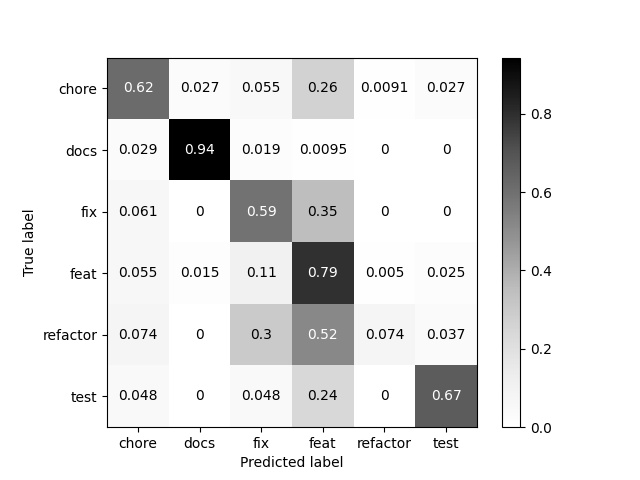 chore 0.62 0.027 0.055 0.26 0.0091 0.027
docs 0.029 0.94 0.019 0.0095 0 0
fix 0.061 0 0.59 0.35 0 0
feat 0.055 0.015 0.11 0.79 0.005 0.025
refactor 0.074 0 0.3 0.52 0.074 0.037
test 0.048 0 0.048 0.24 0 0.67
chore docs fix feat refactor test
Predicted label
True label
0.8
0.6
0.4
0.2
0.0